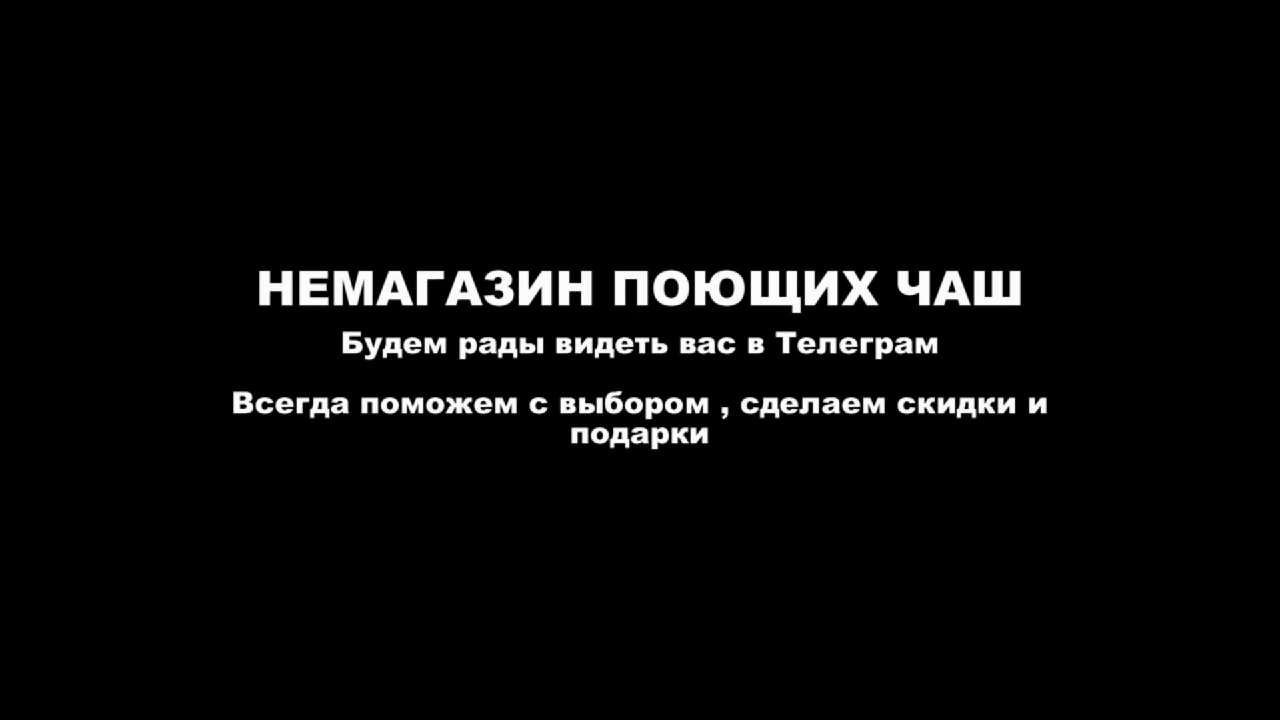 НЕМАГАЗИН ПОЮЩИХ ЧАШ
Будем рады видеть вас в Телеграм
Всегда поможем с выбором , сделаем скидки и
подарки